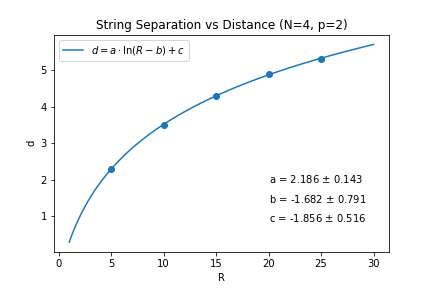 String Separation vs Distance (N=4, p=2)
d = a · ln(R − b) + c
d
5
4
3
2
1
a = 2.186 ± 0.143
b = -1.682 ± 0.791
c = -1.856 ± 0.516
0 5 10 15 20 25 30
R